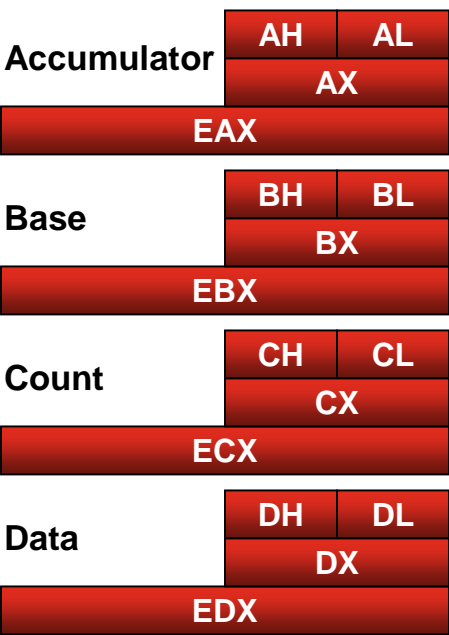 AH AL
Accumulator
AX
EAX
BH BL
Base
BX
EBX
CH CL
Count
CX
ECX
DH DL
Data
DX
EDX